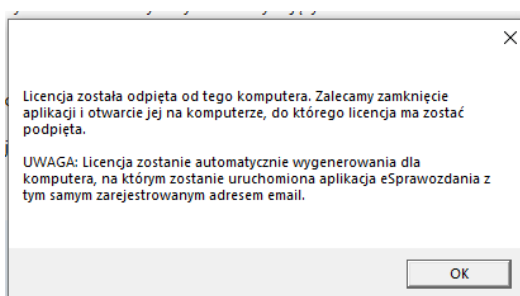 Licencja została odpięta od tego komputera. Zalecamy zamknięcie
aplikacji i otwarcie jej na komputerze, do którego licencja ma zostać
podpięta.
UWAGA: Licencja zostanie automatycznie wygenerowania dla
komputera, na którym zostanie uruchomiona aplikacja eSprawozdania z
tym samym zarejestrowanym adresem email.
OK